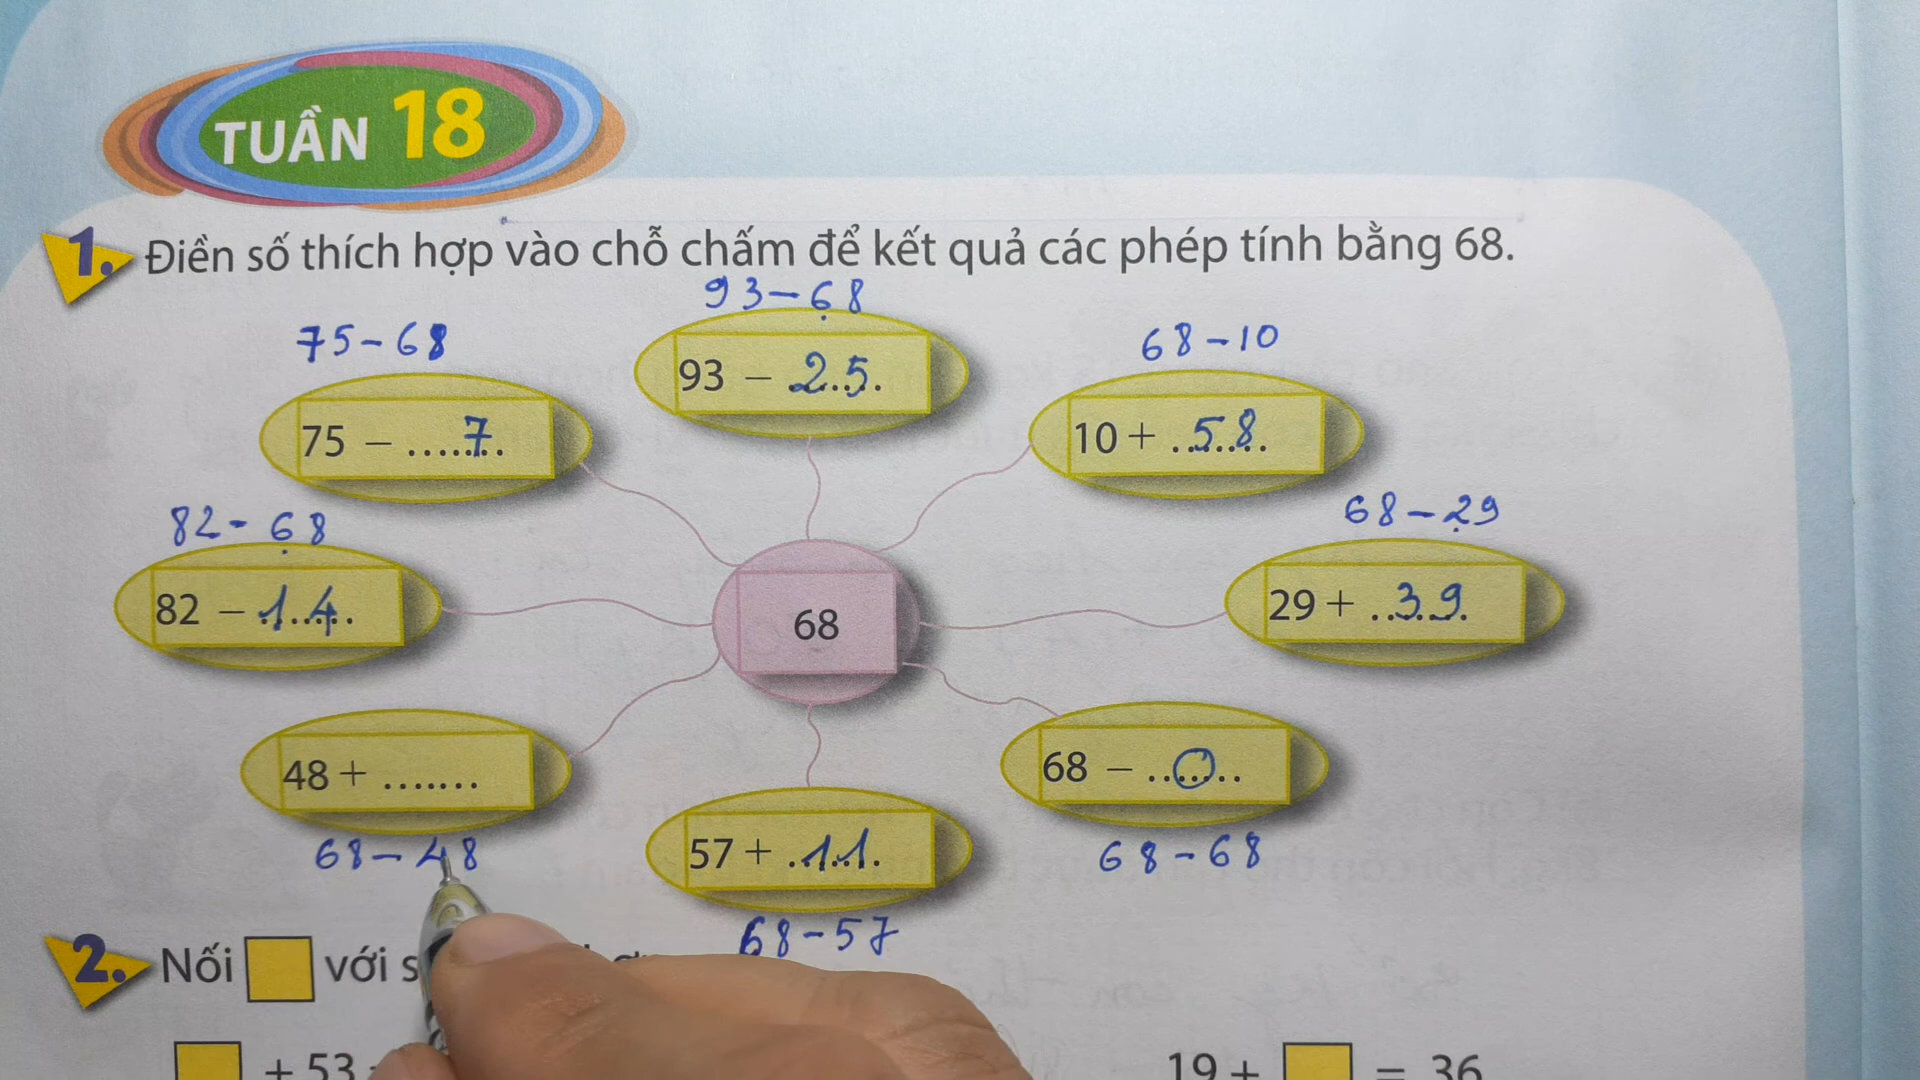 TUẦN 18
1. Điền số thích hợp vào chỗ chấm để kết quả các phép tính bằng 68.
93-68
75-68
68-10
93 - 25
75 - .....7.
10 + .58.
82-68
68-29
82 - 14
68
29 + ..39.
48 + .......
68 - ..0..
57 + .11.
68-48
68-68
68-57
2. Nối với
+ 53
19 + = 36